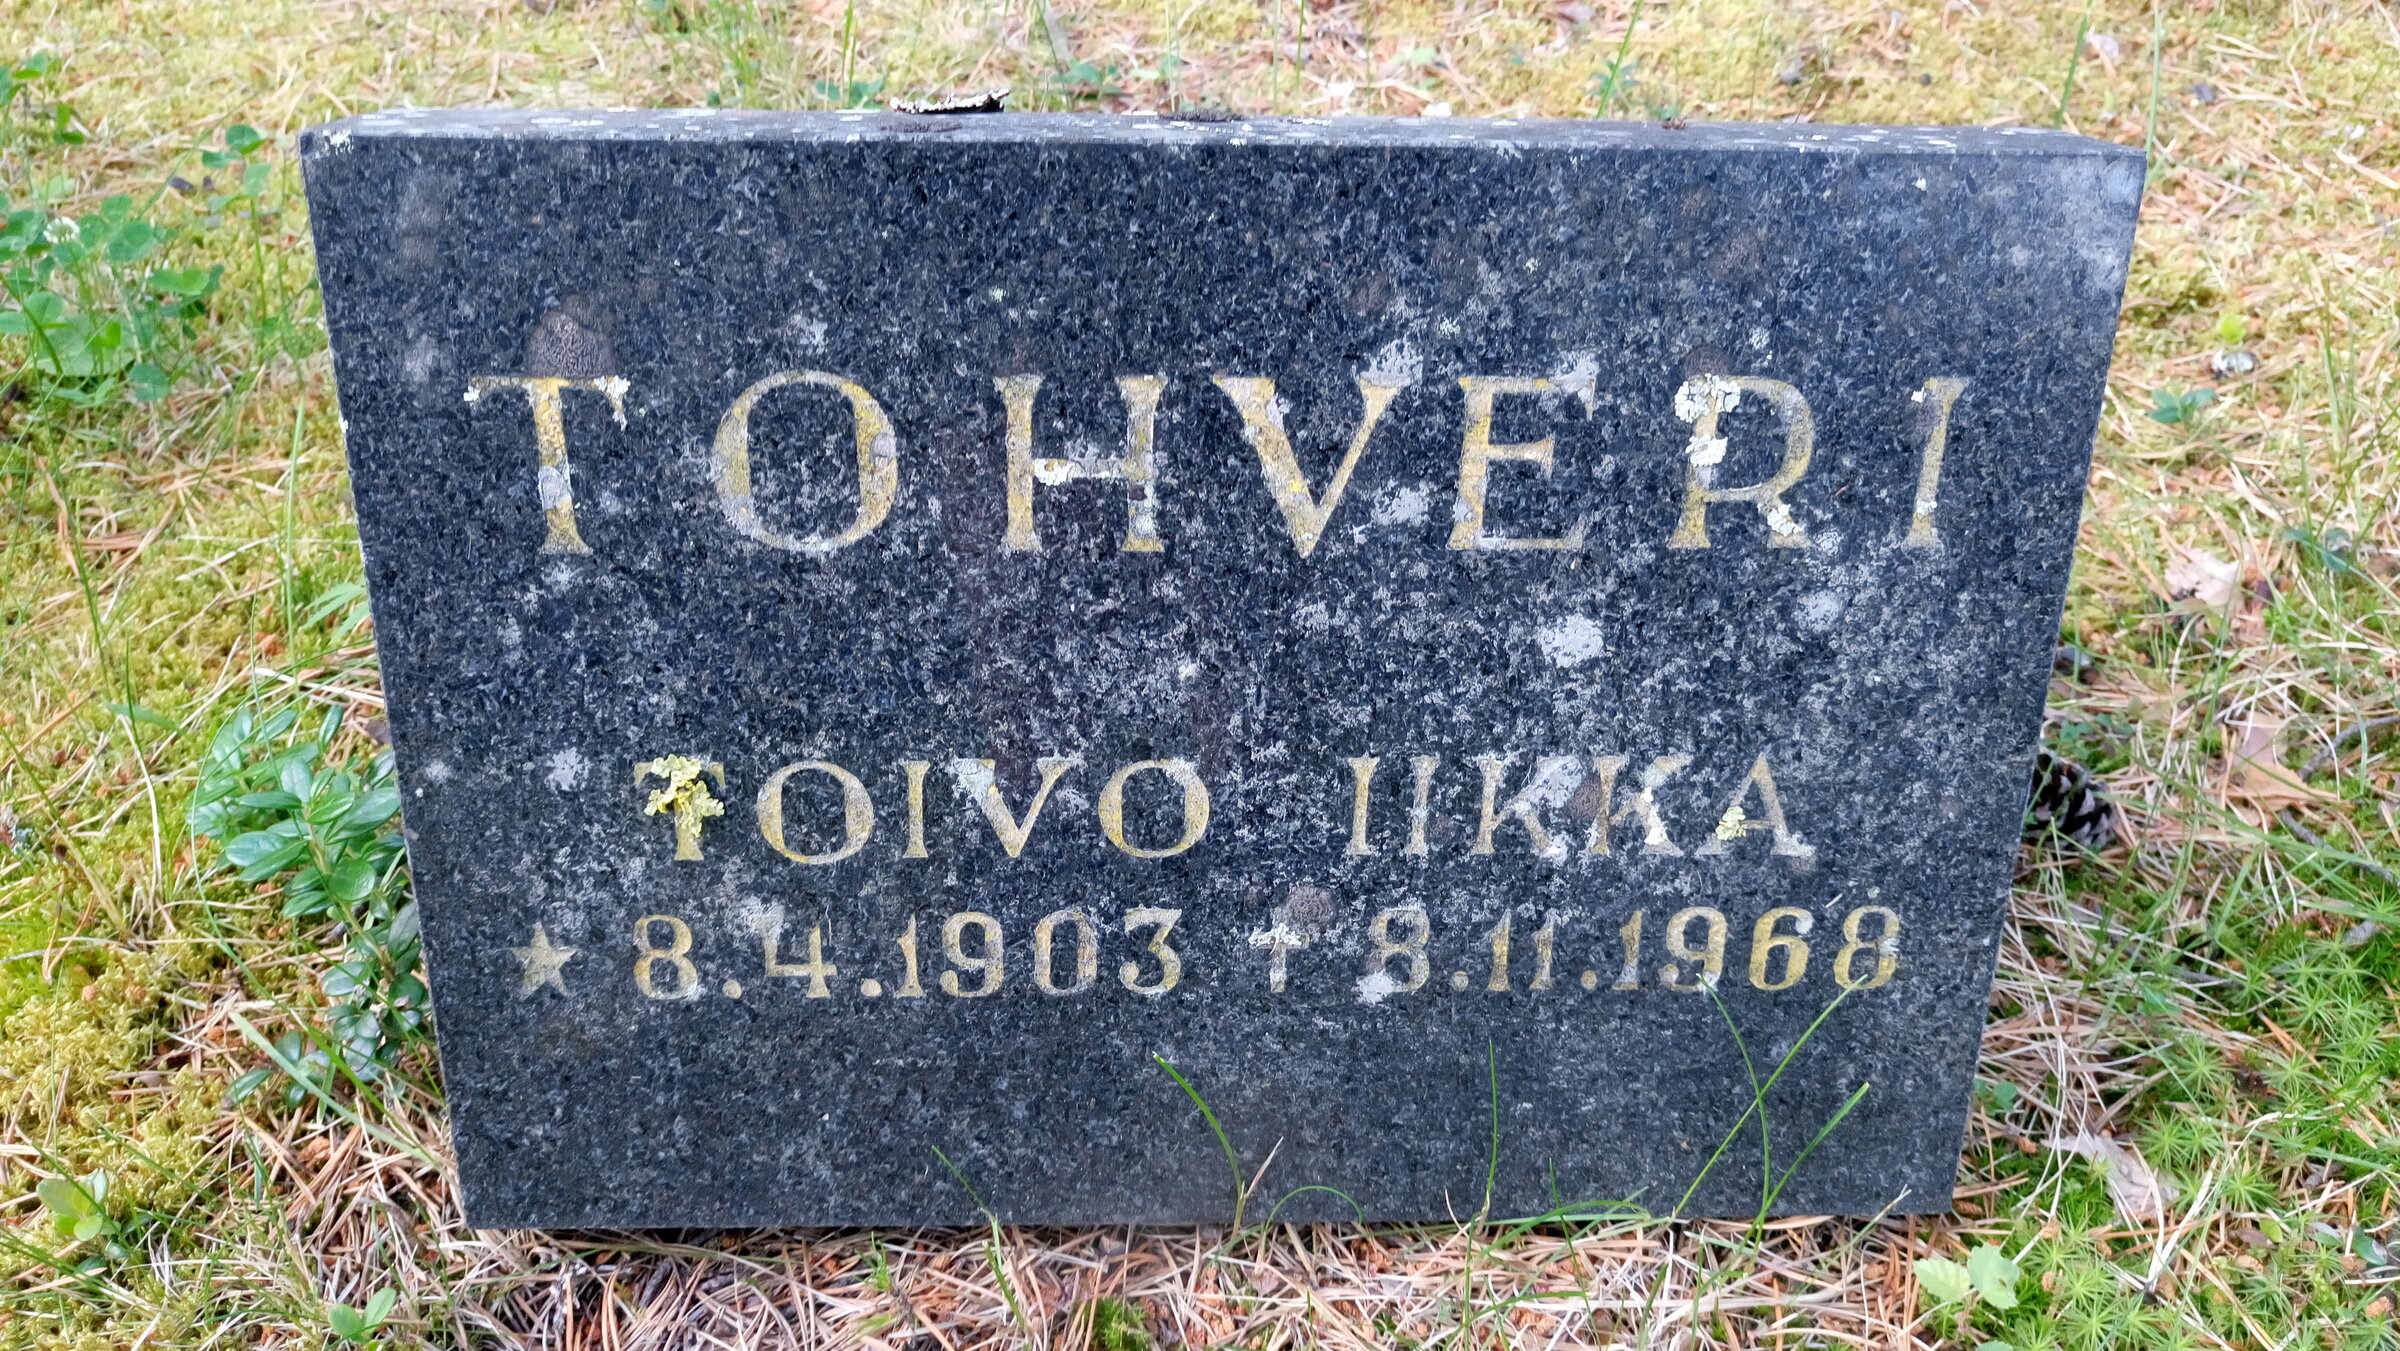 TOHVERI
TOIVO IIKKA
★ 8.4.1903 † 8.11.1968